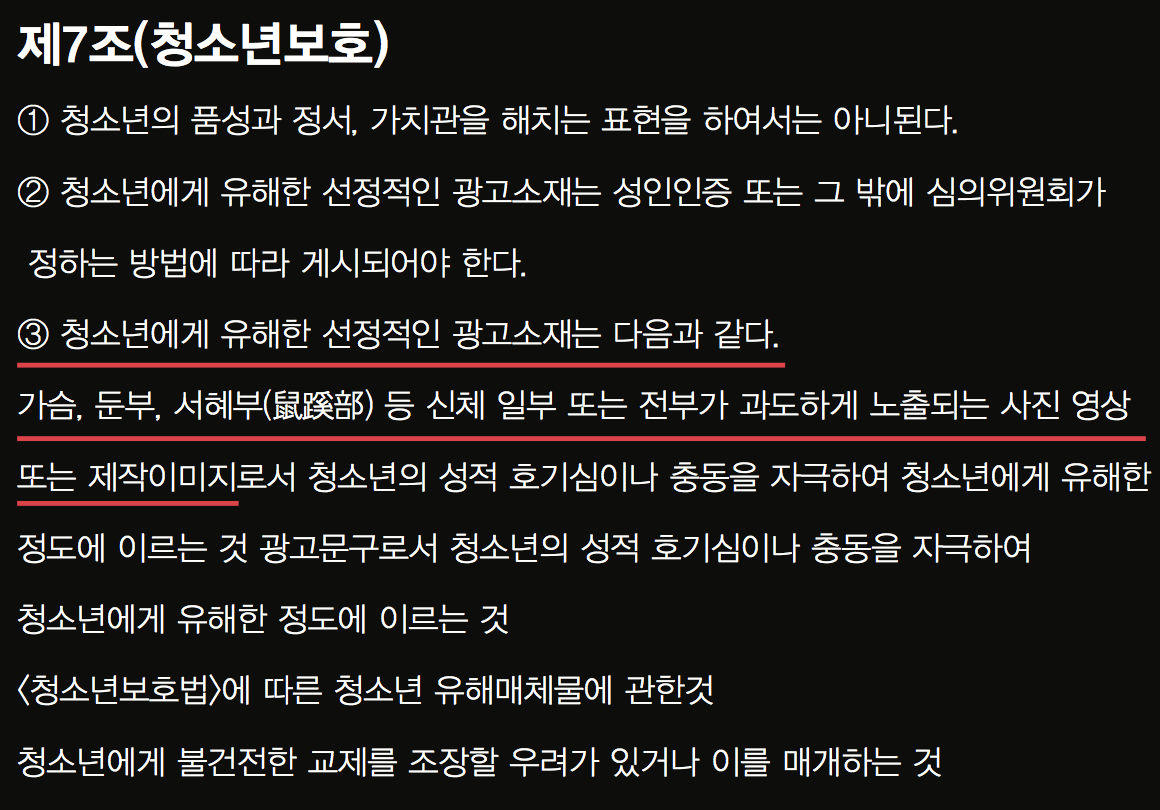 제7조(청소년보호)
① 청소년의 품성과 정서, 가치관을 해치는 표현을 하여서는 아니된다.
② 청소년에게 유해한 선정적인 광고소재는 성인인증 또는 그 밖에 심의위원회가
정하는 방법에 따라 게시되어야 한다.
③ 청소년에게 유해한 선정적인 광고소재는 다음과 같다.
가슴, 둔부, 서혜부(鼠蹊部) 등 신체 일부 또는 전부가 과도하게 노출되는 사진 영상
또는 제작이미지로서 청소년의 성적 호기심이나 충동을 자극하여 청소년에게 유해한
정도에 이르는 것 광고문구로서 청소년의 성적 호기심이나 충동을 자극하여
청소년에게 유해한 정도에 이르는 것
〈청소년보호법〉에 따른 청소년 유해매체물에 관한것
청소년에게 불건전한 교제를 조장할 우려가 있거나 이를 매개하는 것